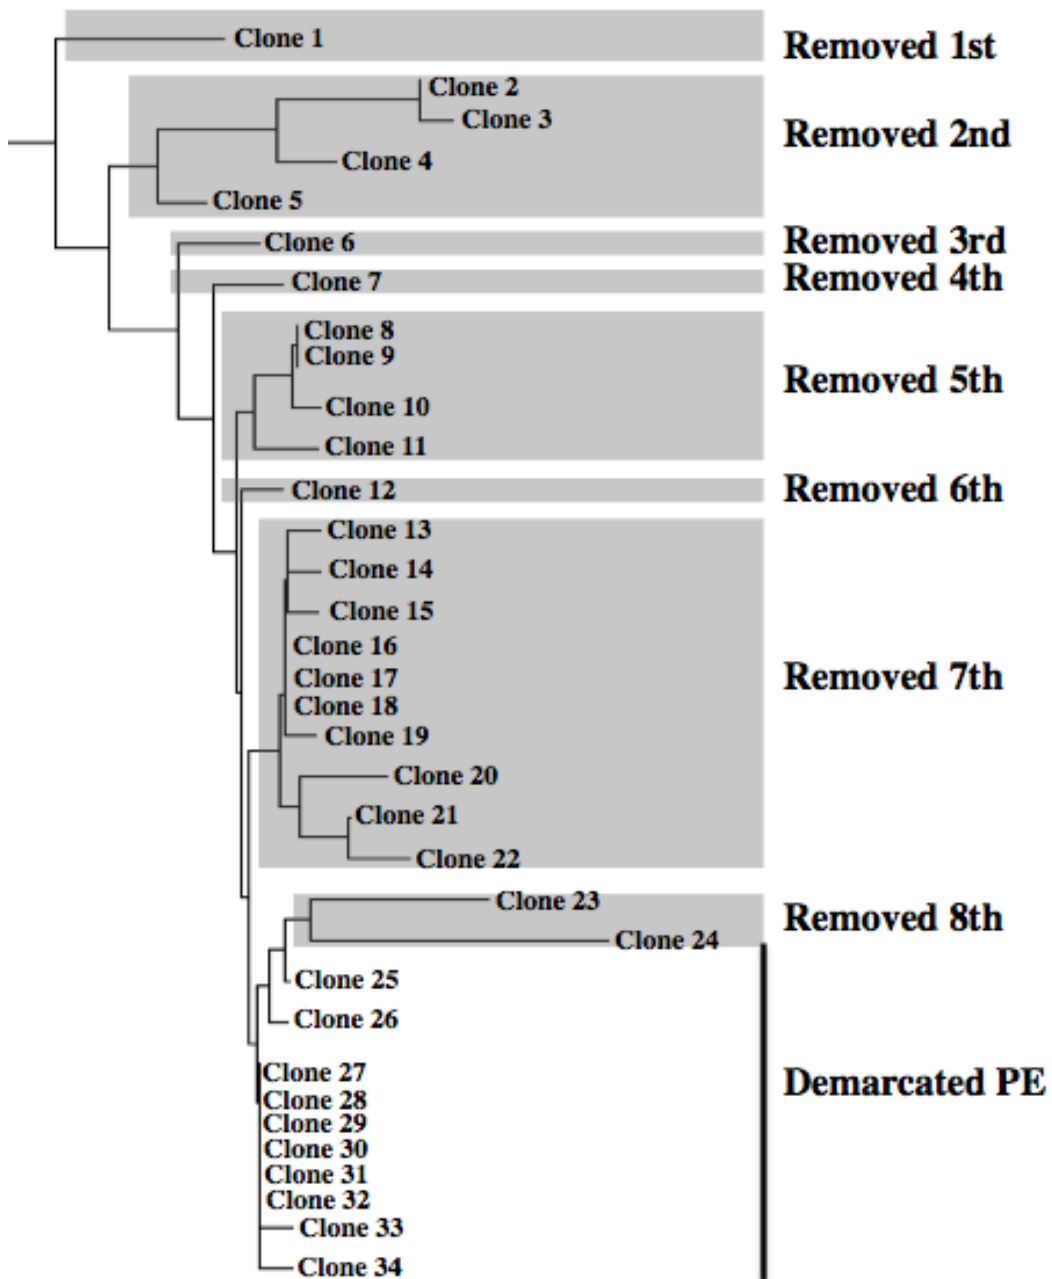 Clone 1
Removed 1st
Clone 2
Clone 3
Removed 2nd
Clone 4
Clone 5
Clone 6
Removed 3rd
Clone 7
Removed 4th
Clone 8
Clone 9
Removed 5th
Clone 10
Clone 11
Clone 12
Removed 6th
Clone 13
Clone 14
Clone 15
Clone 16
Clone 17
Removed 7th
Clone 18
Clone 19
Clone 20
Clone 21
Clone 22
Clone 23
Removed 8th
Clone 24
Clone 25
Clone 26
Clone 27
Demarcated PE
Clone 28
Clone 29
Clone 30
Clone 31
Clone 32
Clone 33
Clone 34